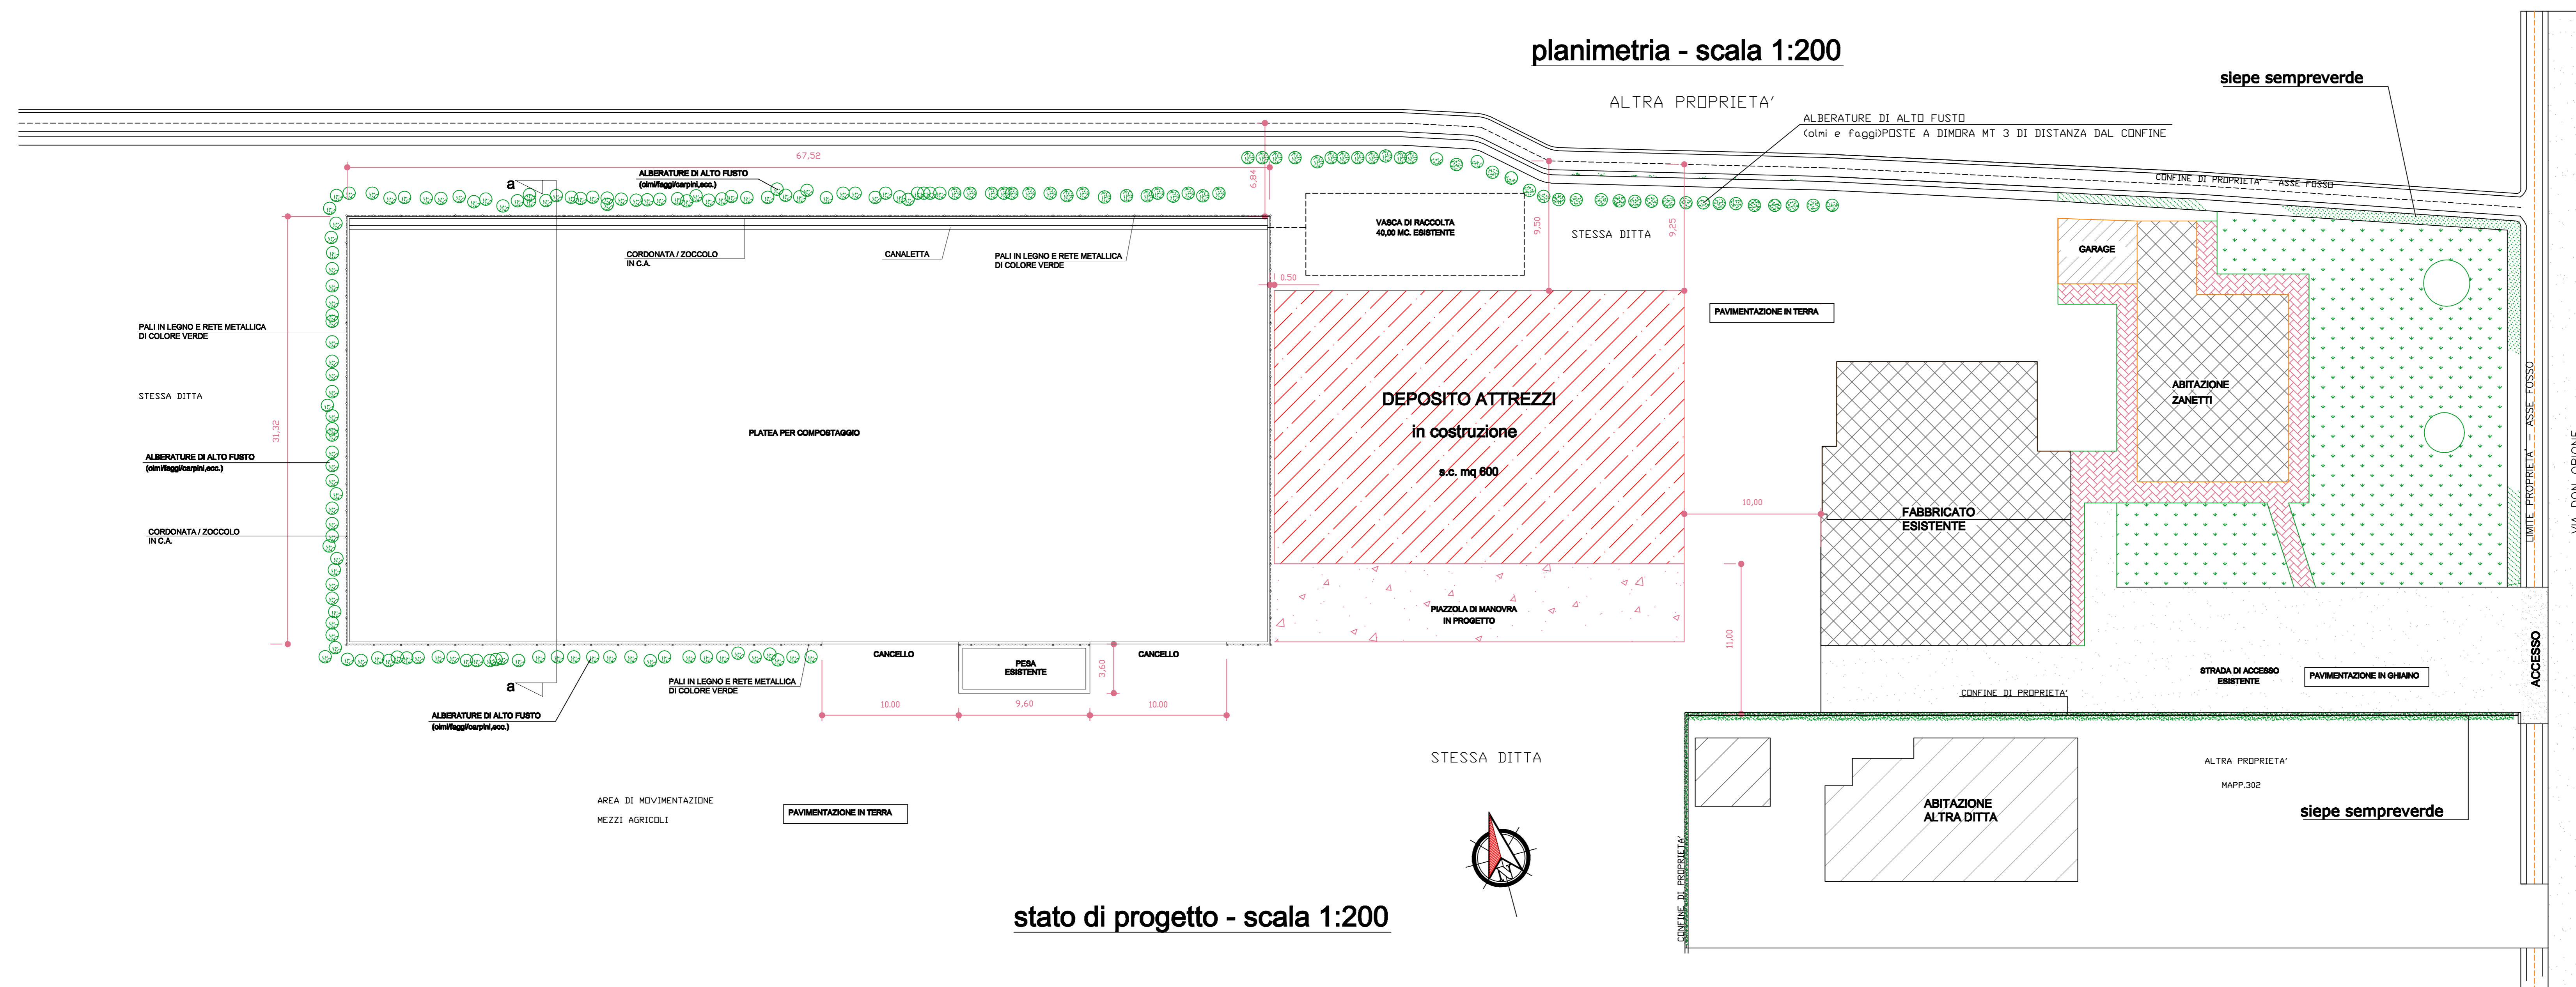 planimetria - scala 1:200
siepe sempreverde
ALTRA PROPRIETA'
ALBERATURE DI ALTO FUSTO
(olmi e faggi)POSTE A DIMORA MT 3 DI DISTANZA DAL CONFINE
67,52
ALBERATURE DI ALTO FUSTO
(olmi/faggi/carpini,ecc.)
a
6,84
CONFINE DI PROPRIETA' - ASSE FOSSO
VASCA DI RACCOLTA
40,00 MC. ESISTENTE
9,50
STESSA DITTA
9,25
GARAGE
CORDONATA / ZOCCOLO
IN C.A.
CANALETTA
PALI IN LEGNO E RETE METALLICA
DI COLORE VERDE
0.50
PAVIMENTAZIONE IN TERRA
PALI IN LEGNO E RETE METALLICA
DI COLORE VERDE
STESSA DITTA
31,32
PLATEA PER COMPOSTAGGIO
DEPOSITO ATTREZZI
in costruzione
s.c. mq 600
ABITAZIONE
ZANETTI
LIMITE PROPRIETA' - ASSE FOSSO
VIA DON ORIONE
ALBERATURE DI ALTO FUSTO
(olmi/faggi/carpini,ecc.)
10,00
FABBRICATO
ESISTENTE
CORDONATA / ZOCCOLO
IN C.A.
PIAZZOLA DI MANOVRA
IN PROGETTO
11,00
CANCELLO
PESA
ESISTENTE
3,60
CANCELLO
STRADA DI ACCESSO
ESISTENTE
PAVIMENTAZIONE IN GHIAINO
ACCESSO
a
PALI IN LEGNO E RETE METALLICA
DI COLORE VERDE
CONFINE DI PROPRIETA'
10.00
9,60
10.00
ALBERATURE DI ALTO FUSTO
(olmi/faggi/carpini,ecc.)
STESSA DITTA
ALTRA PROPRIETA'
MAPP.302
AREA DI MOVIMENTAZIONE
MEZZI AGRICOLI
PAVIMENTAZIONE IN TERRA
ABITAZIONE
ALTRA DITTA
siepe sempreverde
CONFINE DI PROPRIETA'
N
stato di progetto - scala 1:200